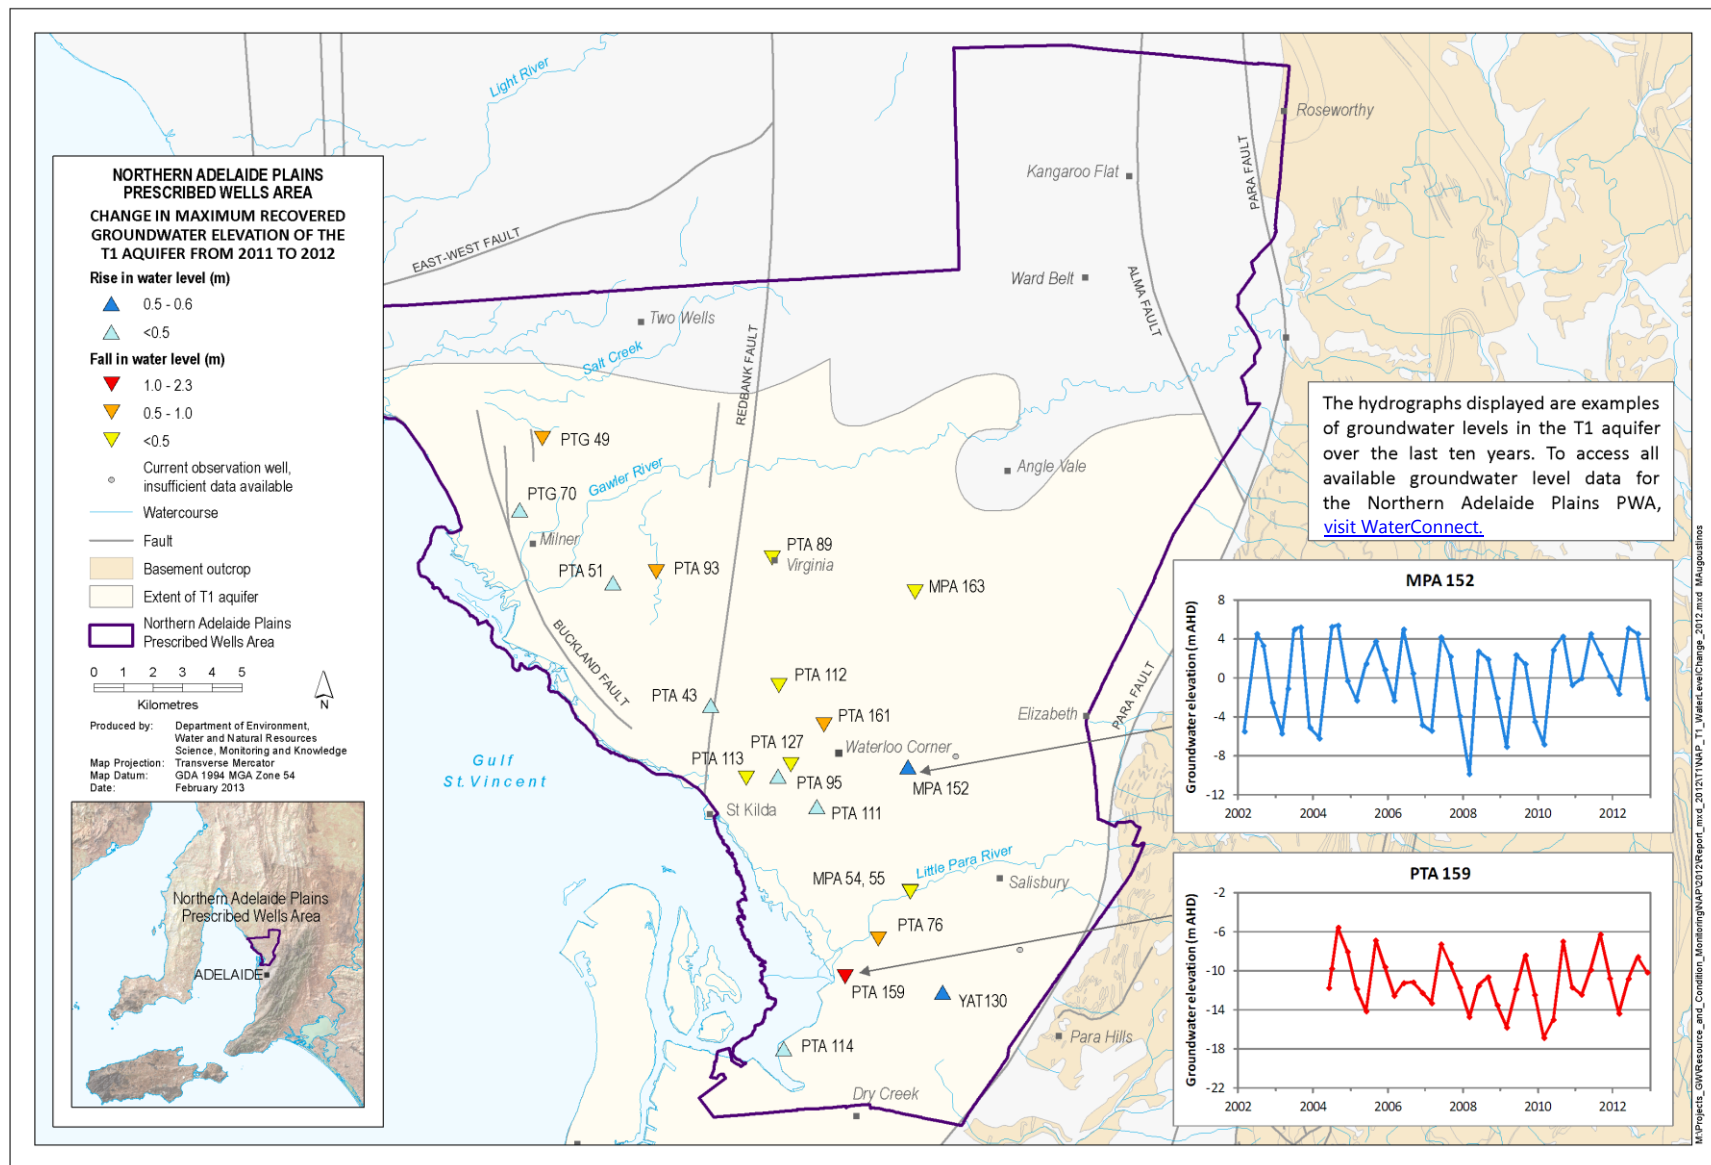 NORTHERN ADELAIDE PLAINS
PRESCRIBED WELLS AREA
CHANGE IN MAXIMUM RECOVERED
GROUNDWATER ELEVATION OF THE
T1 AQUIFER FROM 2011 TO 2012
Rise in water level (m)
0.5 - 0.6
<0.5
Fall in water level (m)
1.0 - 2.3
0.5 - 1.0
<0.5
Current observation well,
insufficient data available
Watercourse
Fault
Basement outcrop
Extent of T1 aquifer
Northern Adelaide Plains
Prescribed Wells Area
0 1 2 3 4 5
Kilometres
N
Produced by: Department of Environment,
Water and Natural Resources
Science, Monitoring and Knowledge
Map Projection: Transverse Mercator
Map Datum: GDA 1994 MGA Zone 54
Date: February 2013
Northern Adelaide Plains
Prescribed Wells Area
ADELAIDE
Light River
EAST-WEST FAULT
Two Wells
Salt Creek
REDBANK FAULT
Kangaroo Flat
Ward Belt
ALMA FAULT
PARA FAULT
Roseworthy
PTG 49
Gawler River
Angle Vale
PTG 70
Milner
PTA 51
PTA 93
PTA 89
Virginia
MPA 163
BUCKLAND FAULT
PTA 43
PTA 112
PTA 161
Elizabeth
PARA FAULT
PTA 127
Waterloo Corner
PTA 113
PTA 95
MPA 152
St Kilda
PTA 111
Gulf
St. Vincent
Little Para River
MPA 54, 55
Salisbury
PTA 76
PTA 159
YAT130
PTA 114
Para Hills
Dry Creek
The hydrographs displayed are examples
of groundwater levels in the T1 aquifer
over the last ten years. To access all
available groundwater level data for
the Northern Adelaide Plains PWA,
visit WaterConnect.
MPA 152
Groundwater elevation (m AHD)
8
4
0
-4
-8
-12
2002 2004 2006 2008 2010 2012
PTA 159
Groundwater elevation (m AHD)
-2
-6
-10
-14
-18
-22
2002 2004 2006 2008 2010 2012
M:\Projects_GW\Resource_and_Condition_Monitoring\NAP\2012\Report_mxd_2012\T1\NAP_T1_WaterLevelChange_2012.mxd MAugoustinos